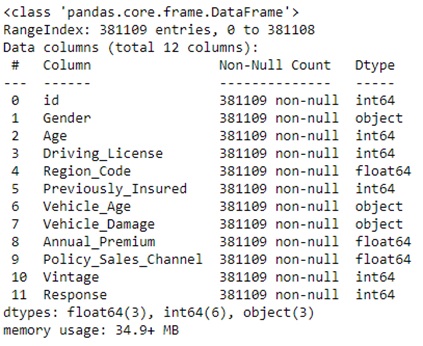 <class 'pandas.core.frame.DataFrame'>
RangeIndex: 381109 entries, 0 to 381108
Data columns (total 12 columns):
 #   Column                Non-Null Count   Dtype
---  ------                --------------   -----
 0   id                    381109 non-null  int64
 1   Gender                381109 non-null  object
 2   Age                   381109 non-null  int64
 3   Driving_License       381109 non-null  int64
 4   Region_Code           381109 non-null  float64
 5   Previously_Insured    381109 non-null  int64
 6   Vehicle_Age           381109 non-null  object
 7   Vehicle_Damage        381109 non-null  object
 8   Annual_Premium        381109 non-null  float64
 9   Policy_Sales_Channel  381109 non-null  float64
 10  Vintage               381109 non-null  int64
 11  Response              381109 non-null  int64
dtypes: float64(3), int64(6), object(3)
memory usage: 34.9+ MB